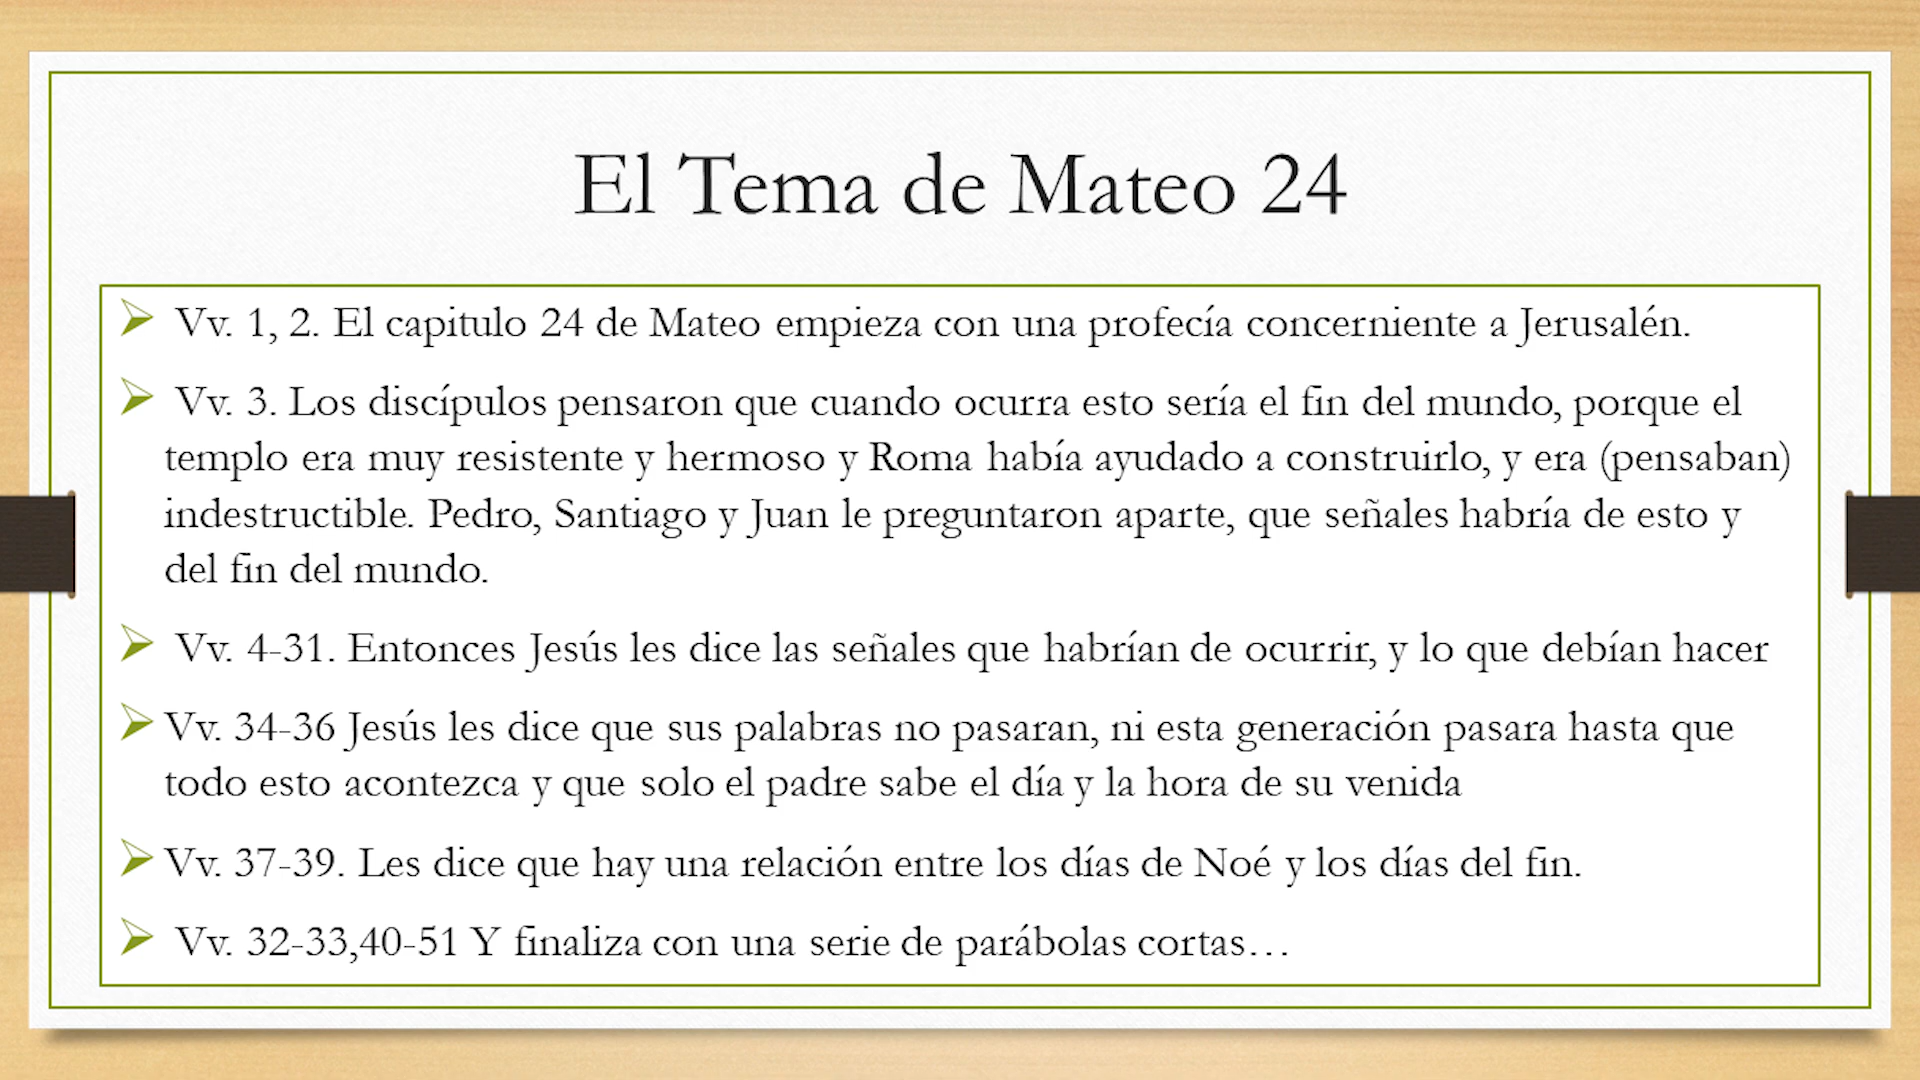 El Tema de Mateo 24
Vv. 1, 2. El capitulo 24 de Mateo empieza con una profecía concerniente a Jerusalén.
Vv. 3. Los discípulos pensaron que cuando ocurra esto sería el fin del mundo, porque el
templo era muy resistente y hermoso y Roma había ayudado a construirlo, y era (pensaban)
indestructible. Pedro, Santiago y Juan le preguntaron aparte, que señales habría de esto y
del fin del mundo.
Vv. 4-31. Entonces Jesús les dice las señales que habrían de ocurrir, y lo que debían hacer
Vv. 34-36 Jesús les dice que sus palabras no pasaran, ni esta generación pasara hasta que
todo esto acontezca y que solo el padre sabe el día y la hora de su venida
Vv. 37-39. Les dice que hay una relación entre los días de Noé y los días del fin.
Vv. 32-33,40-51 Y finaliza con una serie de parábolas cortas…